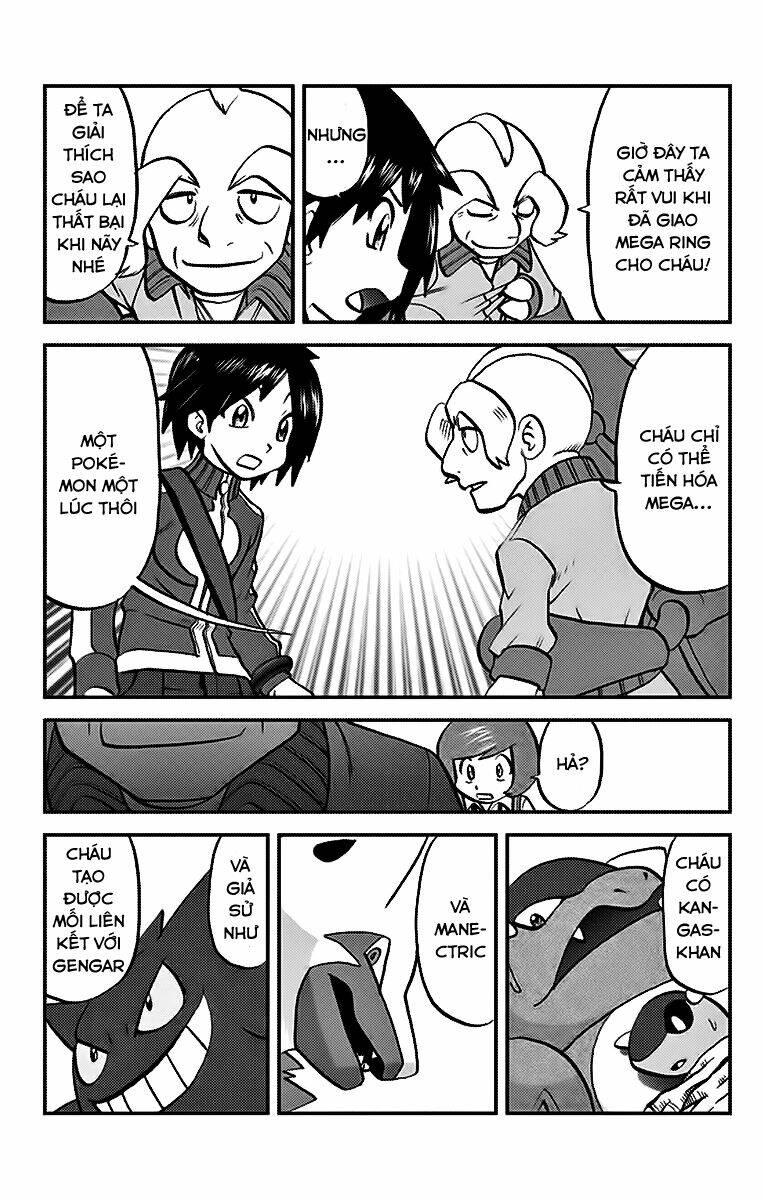 GIỜ ĐÂY TA
CẢM THẤY
RẤT VUI KHI
ĐÃ GIAO
MEGA RING
CHO CHÁU!
NHƯNG
...
ĐỂ TA
GIẢI
THÍCH
SAO
CHÁU LẠI
THẤT BẠI
KHI NÃY
NHÉ
CHÁU CHỈ
CÓ THỂ
TIẾN HÓA
MEGA...
MỘT
POKÉ-
MON MỘT
LÚC THÔI
HẢ?
CHÁU
CÓ
KAN-
GAS-
KHAN
VÀ
MANE-
CTRIC
VÀ
GIẢ
SỬ
NHƯ
CHÁU
TẠO
ĐƯỢC
MỐI LIÊN
KẾT VỚI
GENGAR